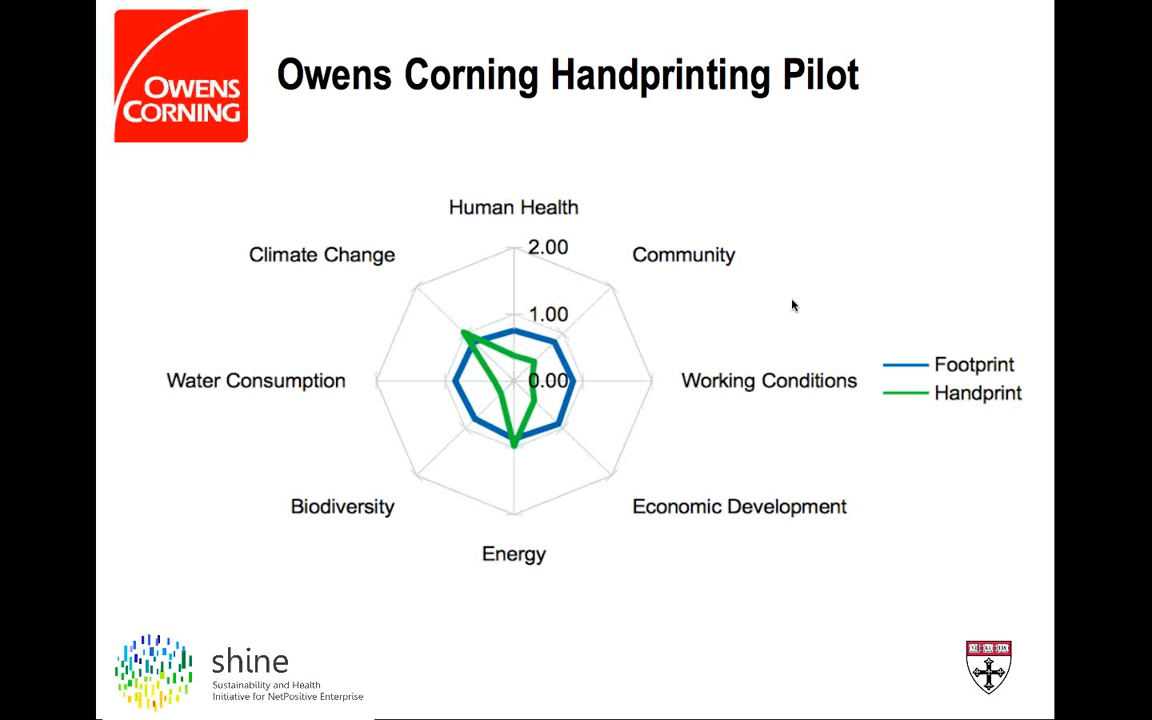 OWENS
CORNING
Owens Corning Handprinting Pilot
Human Health
Climate Change
2.00
Community
1.00
Water Consumption
0.00
Working Conditions
Footprint
Handprint
Biodiversity
Economic Development
Energy
shine
Sustainability and Health
Initiative for NetPositive Enterprise